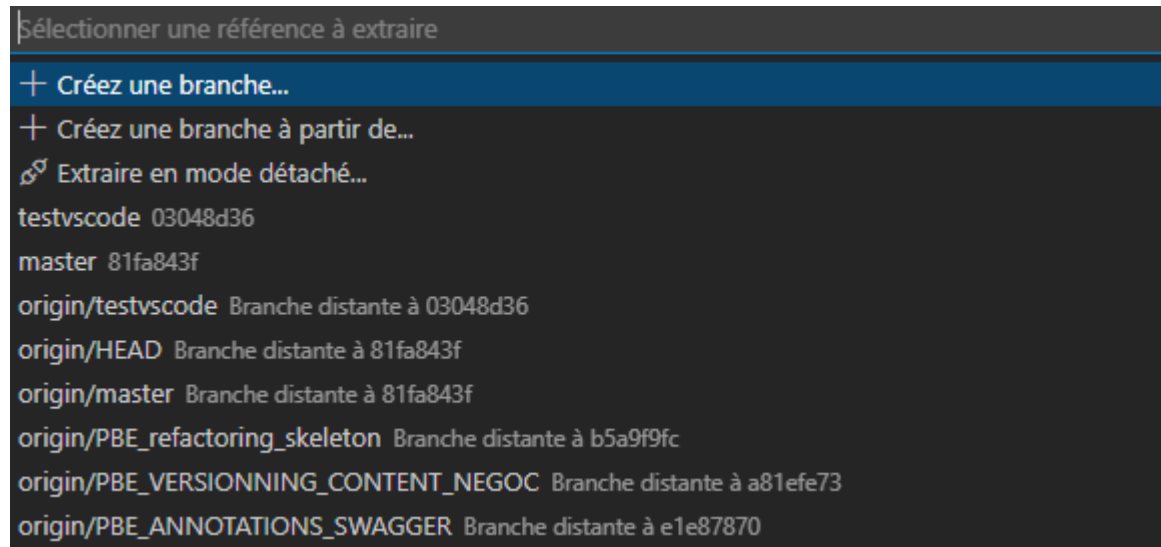 Sélectionner une référence à extraire
Créez une branche...
Créez une branche à partir de...
Extraire en mode détaché...
testvscode 03048d36
master 81fa843f
origin/testvscode Branche distante à 03048d36
origin/HEAD Branche distante à 81fa843f
origin/master Branche distante à 81fa843f
origin/PBE_refactoring_skeleton Branche distante à b5a9f9fc
origin/PBE_VERSIONNING_CONTENT_NEGOC Branche distante à a81efe73
origin/PBE_ANNOTATIONS_SWAGGER Branche distante à e1e87870